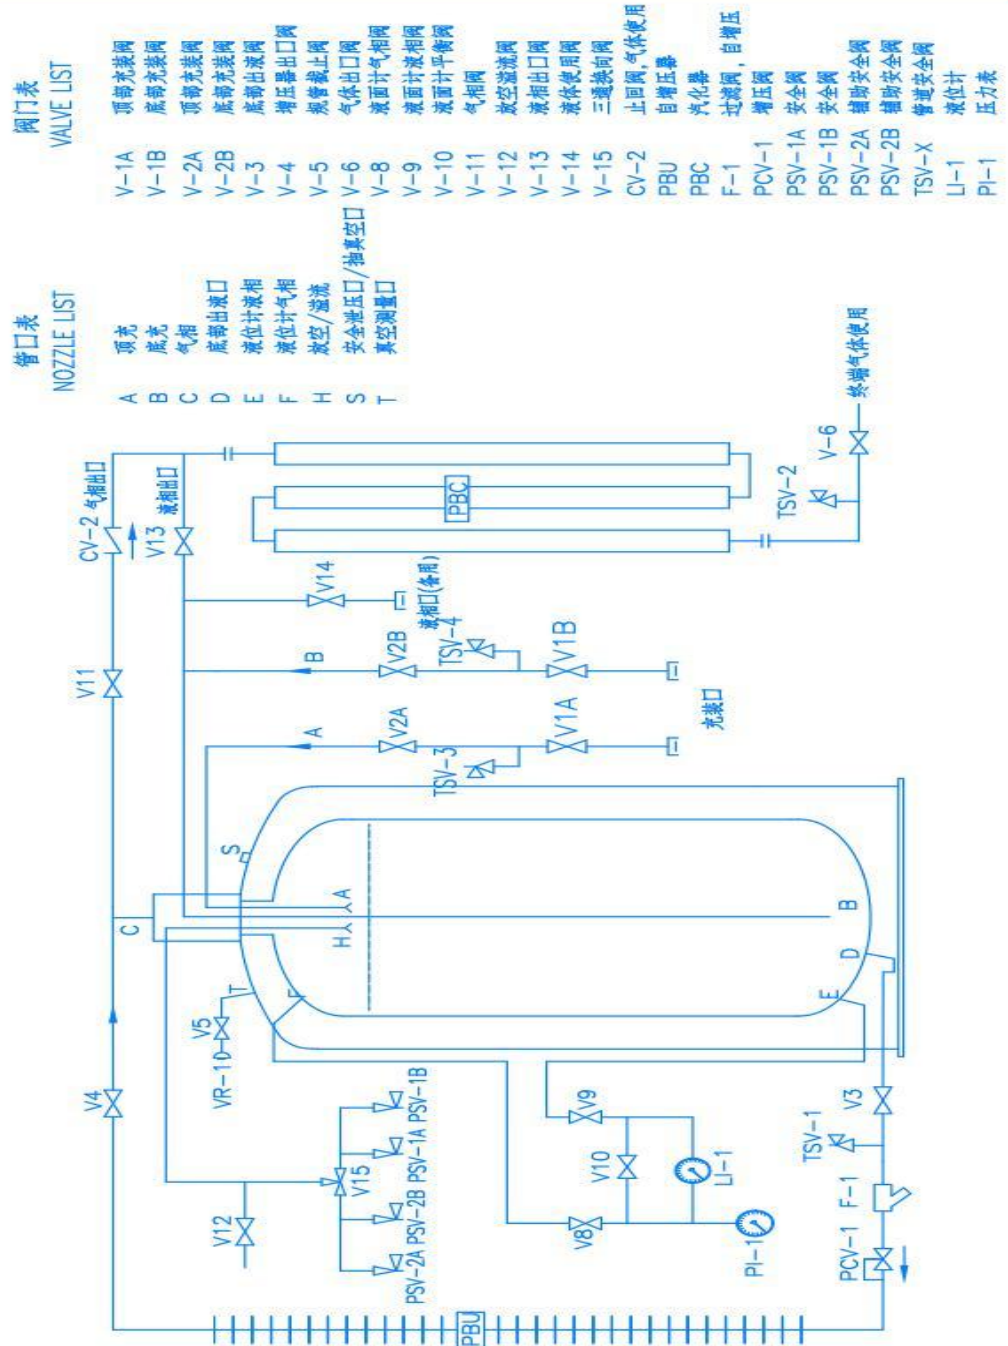 阀门表
VALVE LIST
V-1A 顶部充装阀
V-1B 底部充装阀
V-2A 顶部充装阀
V-2B 底部充装阀
V-3 底部出液阀
V-4 增压器出口阀
V-5 规管截止阀
V-6 气体出口阀
V-8 液面计气相阀
V-9 液面计液相阀
V-10 液面计平衡阀
V-11 气相阀
V-12 放空溢流阀
V-13 液相出口阀
V-14 液体使用阀
V-15 三通换向阀
CV-2 止回阀,气体使用
PBU 自增压器
PBC 汽化器
F-1 过滤阀，自增压
PCV-1 增压阀
PSV-1A 安全阀
PSV-1B 安全阀
PSV-2A 辅助安全阀
PSV-2B 辅助安全阀
TSV-X 管道安全阀
LI-1 液位计
PI-1 压力表
管口表
NOZZLE LIST
A 顶充
B 底充
C 气相
D 底部出液口
E 液位计液相
F 液位计气相
H 放空/溢流
S 安全泄压口/抽真空口
T 真空测量口
CV-2 气相出口
V13 液相出口
PBC
TSV-2
V-6
终端气体使用
V14
液相口(备用)
V11
B
V2B
TSV-4
V1B
A
V2A
TSV-3
V1A
充装口
S
C
A
H
B
D
T
F
E
V5
VR-1
V4
V12
V15
PSV-1B
PSV-1A
PSV-2B
PSV-2A
V9
V10
LI-1
V8
PI-1
V3
TSV-1
F-1
PCV-1
PBU